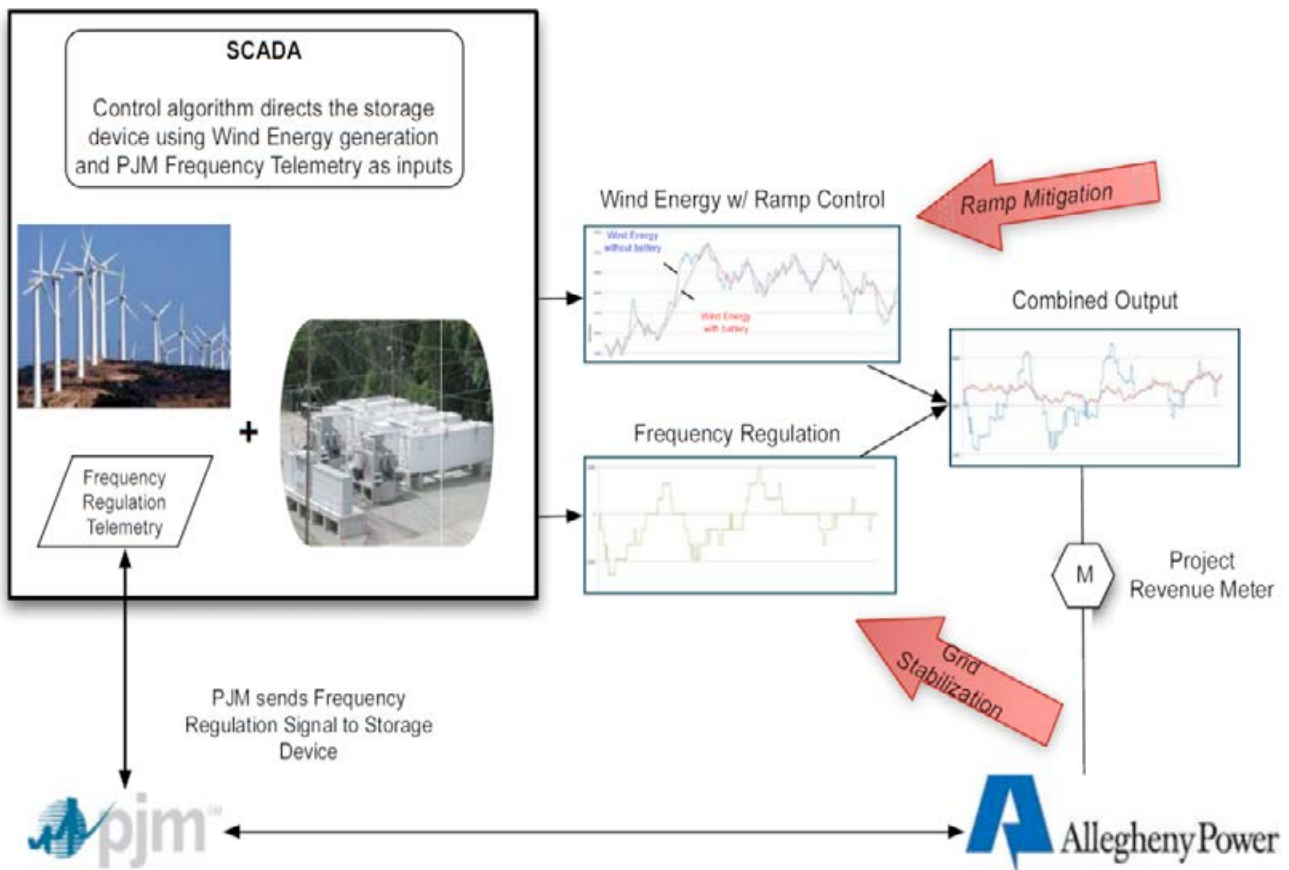 SCADA
Control algorithm directs the storage
device using Wind Energy generation
and PJM Frequency Telemetry as inputs
Wind Energy w/ Ramp Control
Ramp Mitigation
Wind Energy
without battery
Wind Energy
with battery
Combined Output
Frequency Regulation
Frequency
Regulation
Telemetry
M
Project
Revenue Meter
Grid
Stabilization
PJM sends Frequency
Regulation Signal to Storage
Device
pjm
Allegheny Power